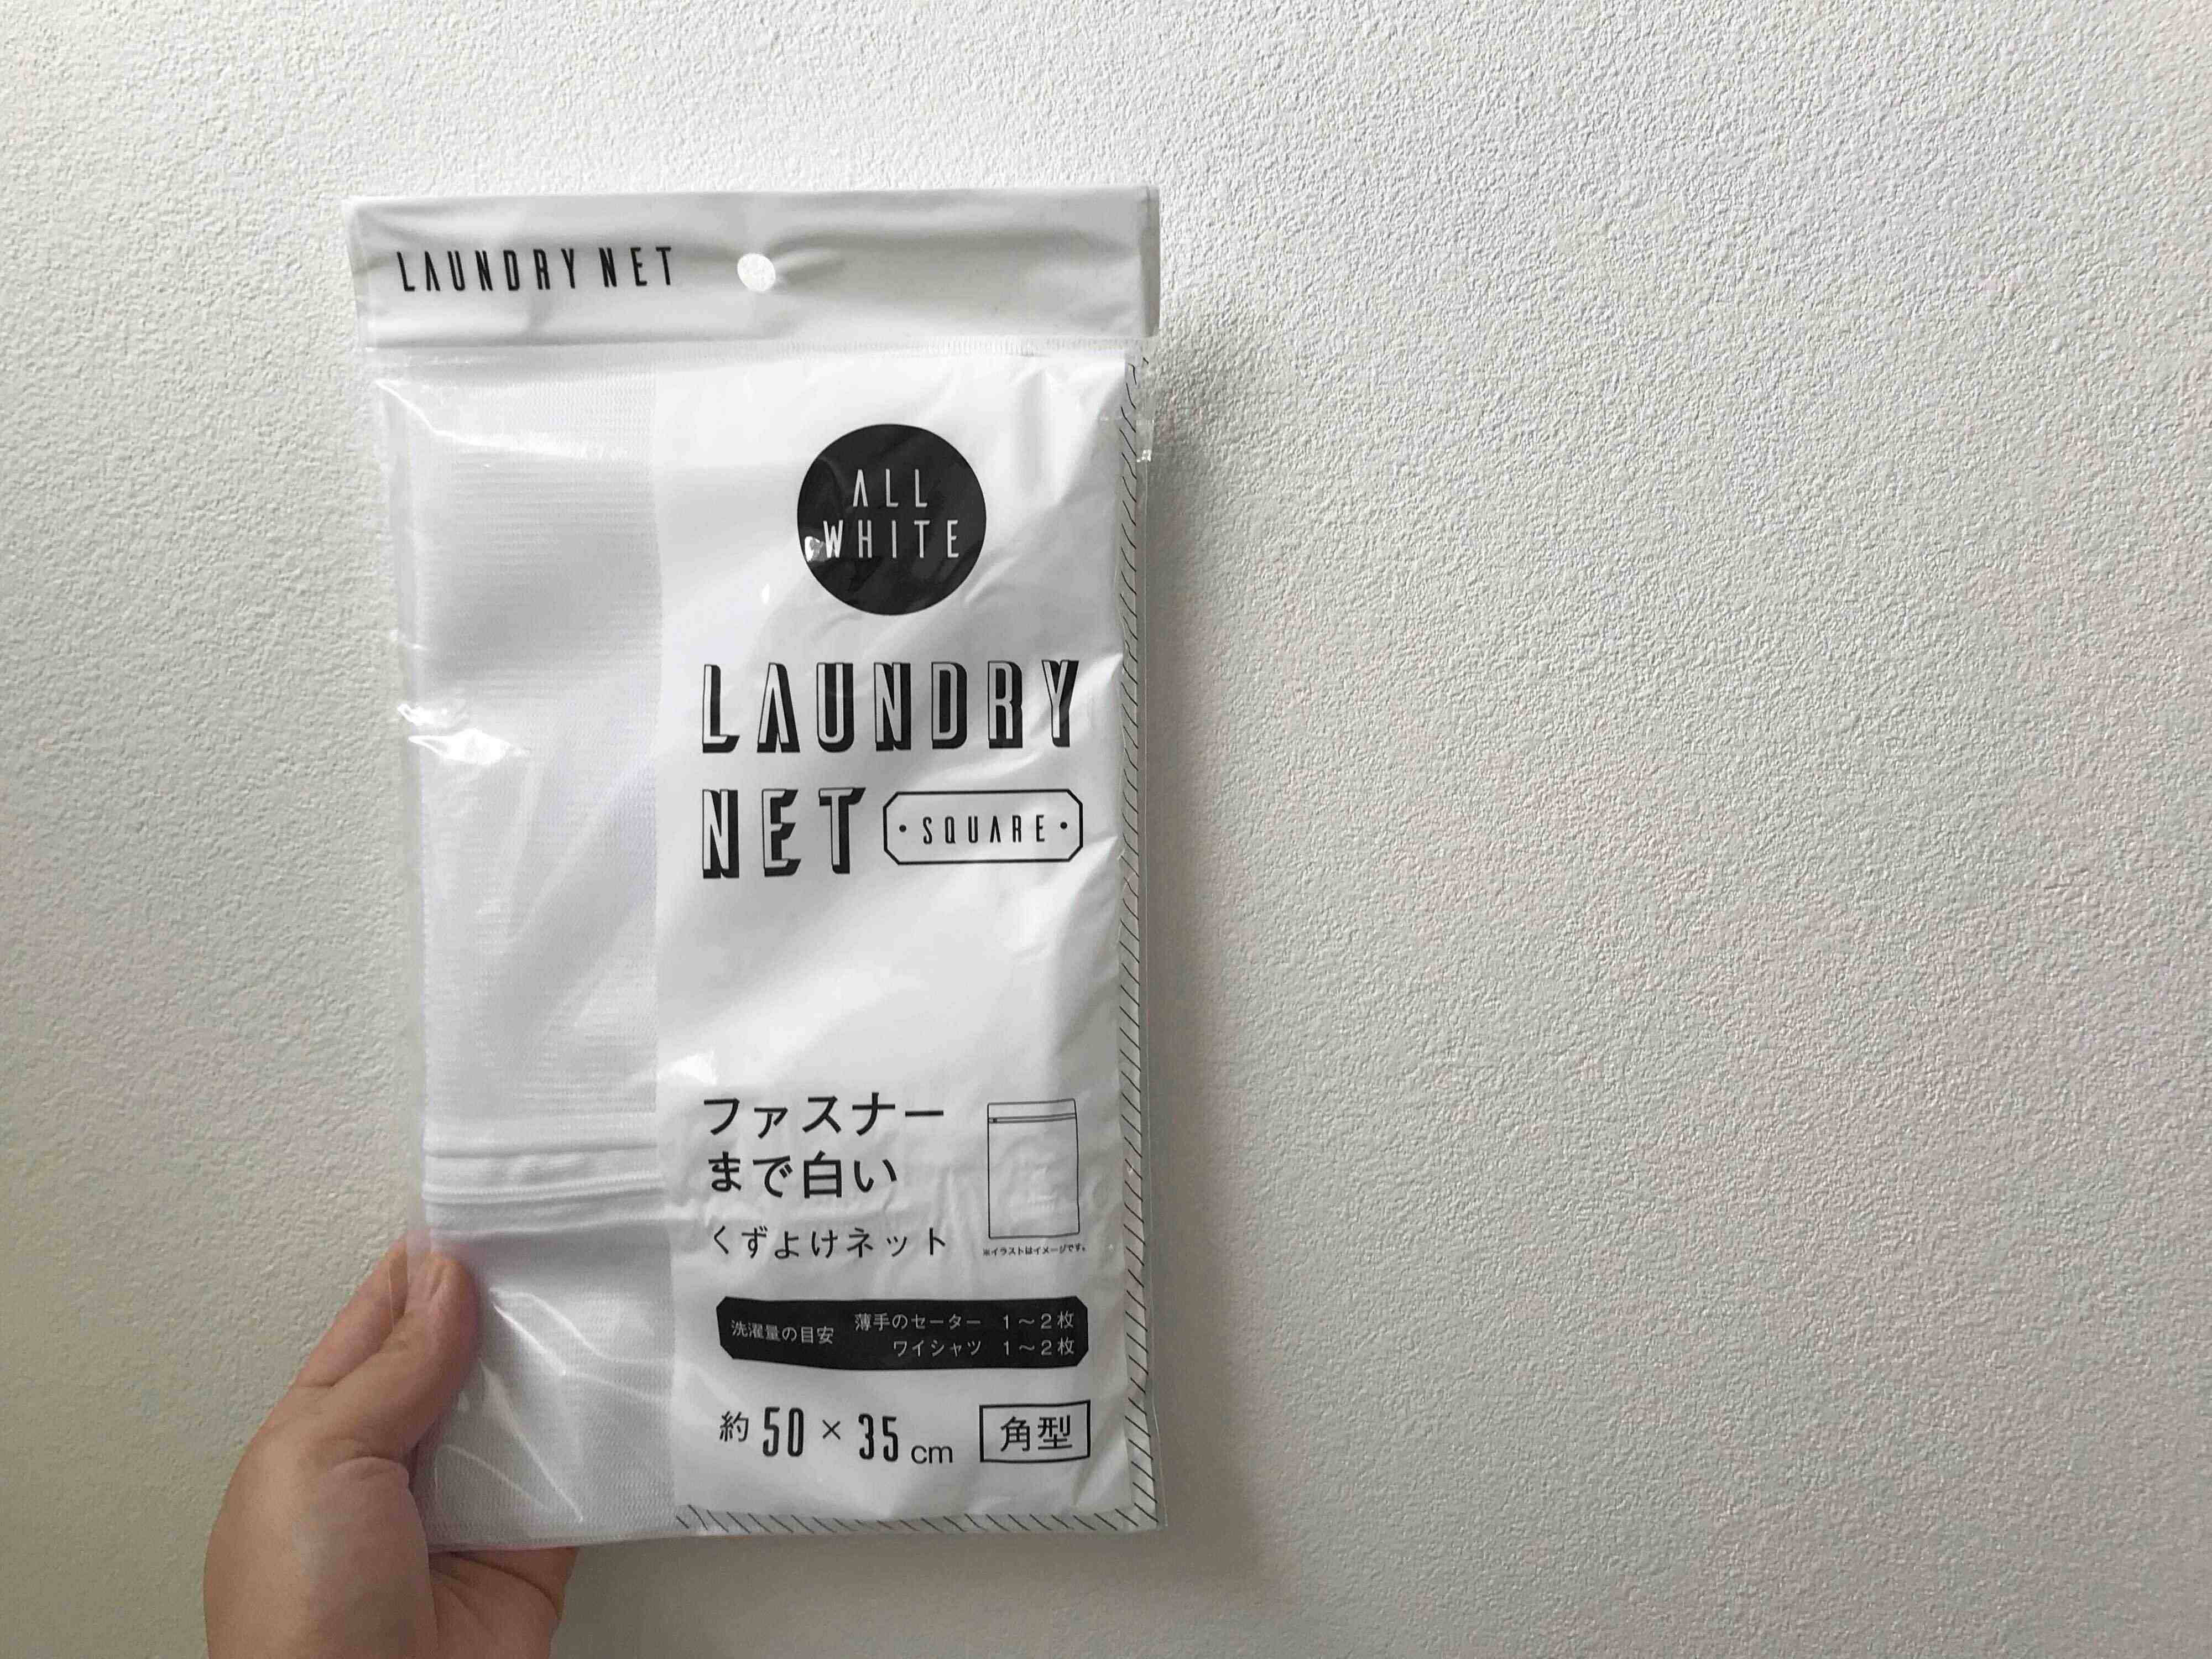 LAUNDRY NET
ALL
WHITE
LAUNDRY
NET
・SQUARE・
ファスナー
まで白い
くずよけネット
※イラストはイメージです。
洗濯量の目安
薄手のセーター 1〜2枚
ワイシャツ 1〜2枚
約50×35cm
角型